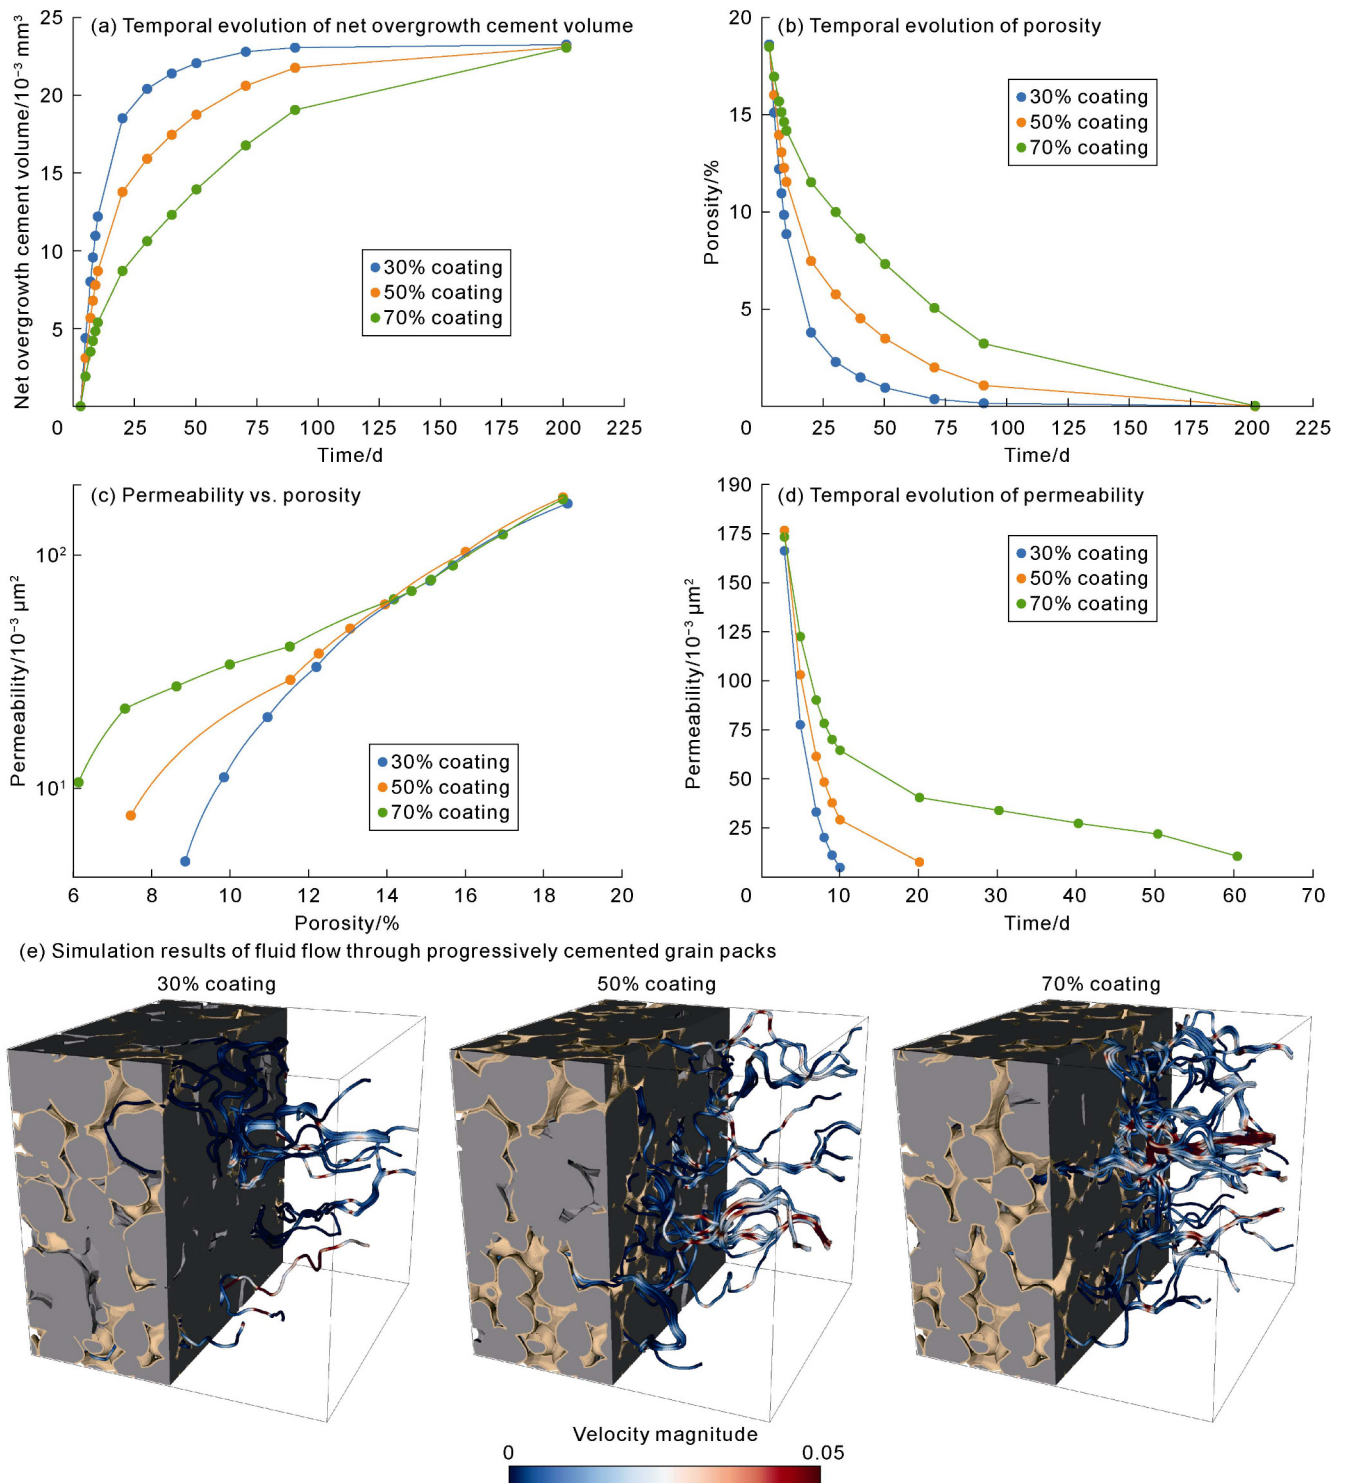 (a) Temporal evolution of net overgrowth cement volume
Net overgrowth cement volume/10⁻³ mm³
25
20
15
10
5
0
25
50
75
100
125
150
175
200
225
Time/d
30% coating
50% coating
70% coating
(b) Temporal evolution of porosity
Porosity/%
20
15
10
5
0
25
50
75
100
125
150
175
200
225
Time/d
30% coating
50% coating
70% coating
(c) Permeability vs. porosity
Permeability/10⁻³ μm²
10²
10¹
6
8
10
12
14
16
18
20
Porosity/%
30% coating
50% coating
70% coating
(d) Temporal evolution of permeability
Permeability/10⁻³ μm²
190
175
150
125
100
75
50
25
0
10
20
30
40
50
60
70
Time/d
30% coating
50% coating
70% coating
(e) Simulation results of fluid flow through progressively cemented grain packs
30% coating
50% coating
70% coating
Velocity magnitude
0
0.05